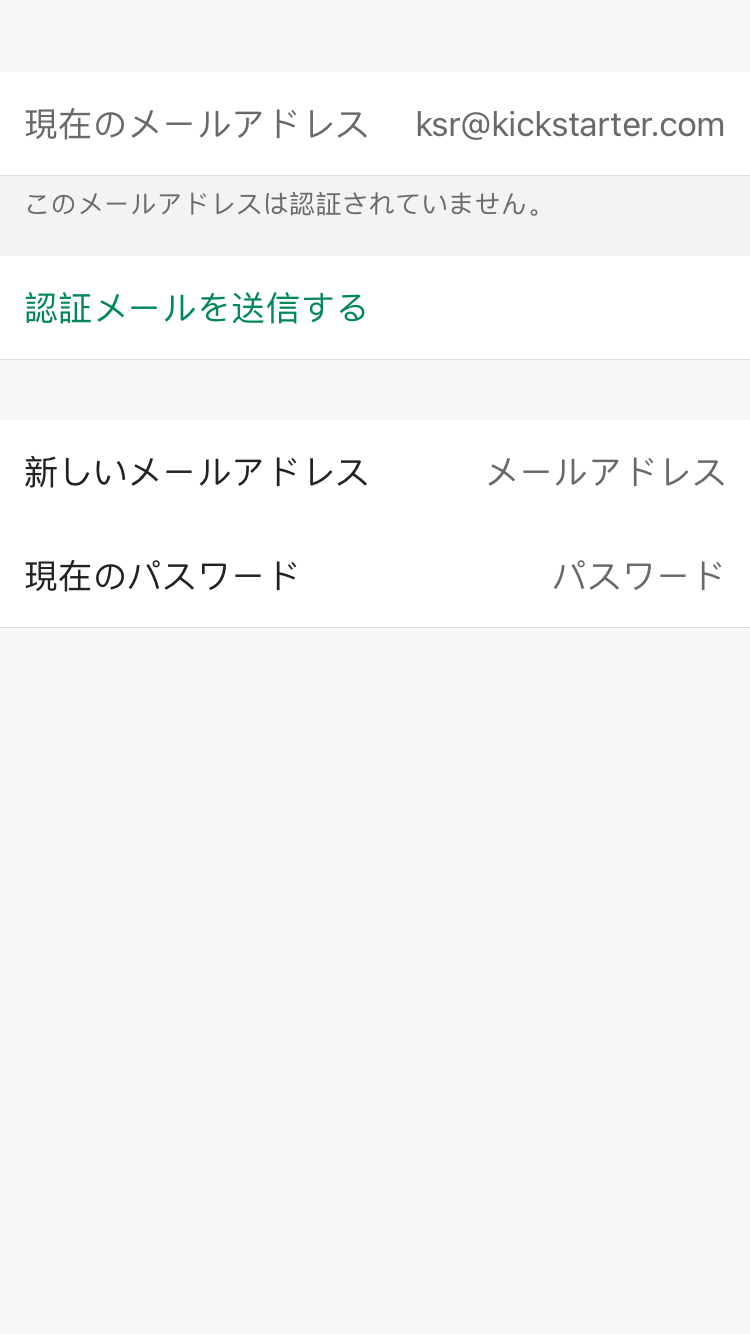 現在のメールアドレス ksr@kickstarter.com
このメールアドレスは認証されていません。
認証メールを送信する
新しいメールアドレス メールアドレス
現在のパスワード パスワード